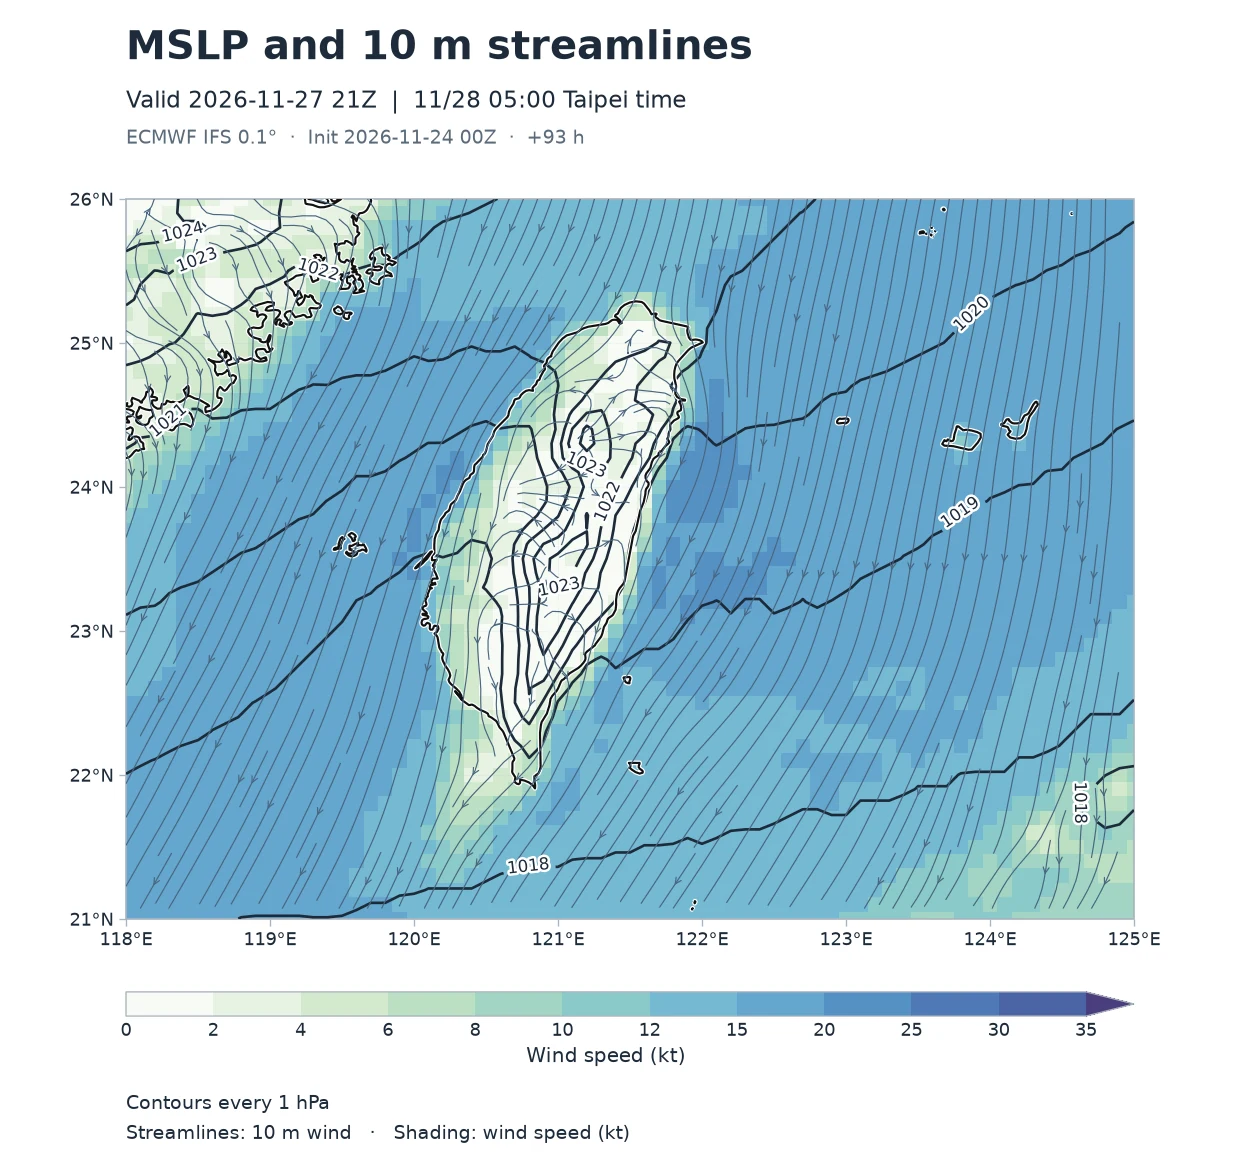 MSLP and 10 m streamlines
Valid 2026-11-27 21Z | 11/28 05:00 Taipei time
ECMWF IFS 0.1° · Init 2026-11-24 00Z · +93 h
26°N
25°N
24°N
23°N
22°N
21°N
1024
1023
1022
1021
1020
1023
1022
1019
1023
1018
1018
118°E 119°E 120°E 121°E 122°E 123°E 124°E 125°E
0 2 4 6 8 10 12 15 20 25 30 35
Wind speed (kt)
Contours every 1 hPa
Streamlines: 10 m wind · Shading: wind speed (kt)